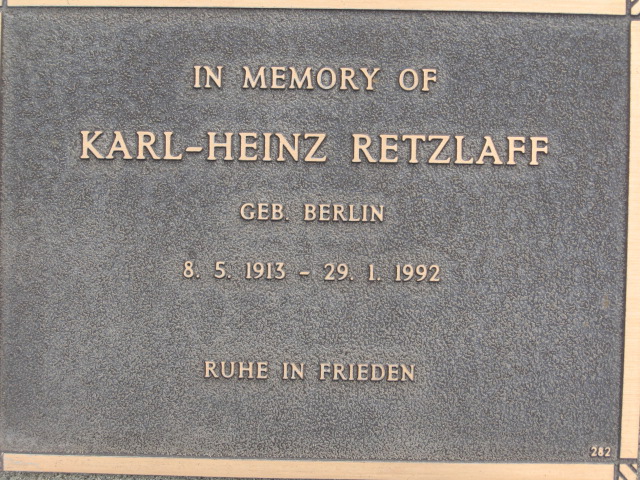 IN MEMORY OF
KARL-HEINZ RETZLAFF
GEB. BERLIN
8. 5. 1913 - 29. 1. 1992
RUHE IN FRIEDEN
282